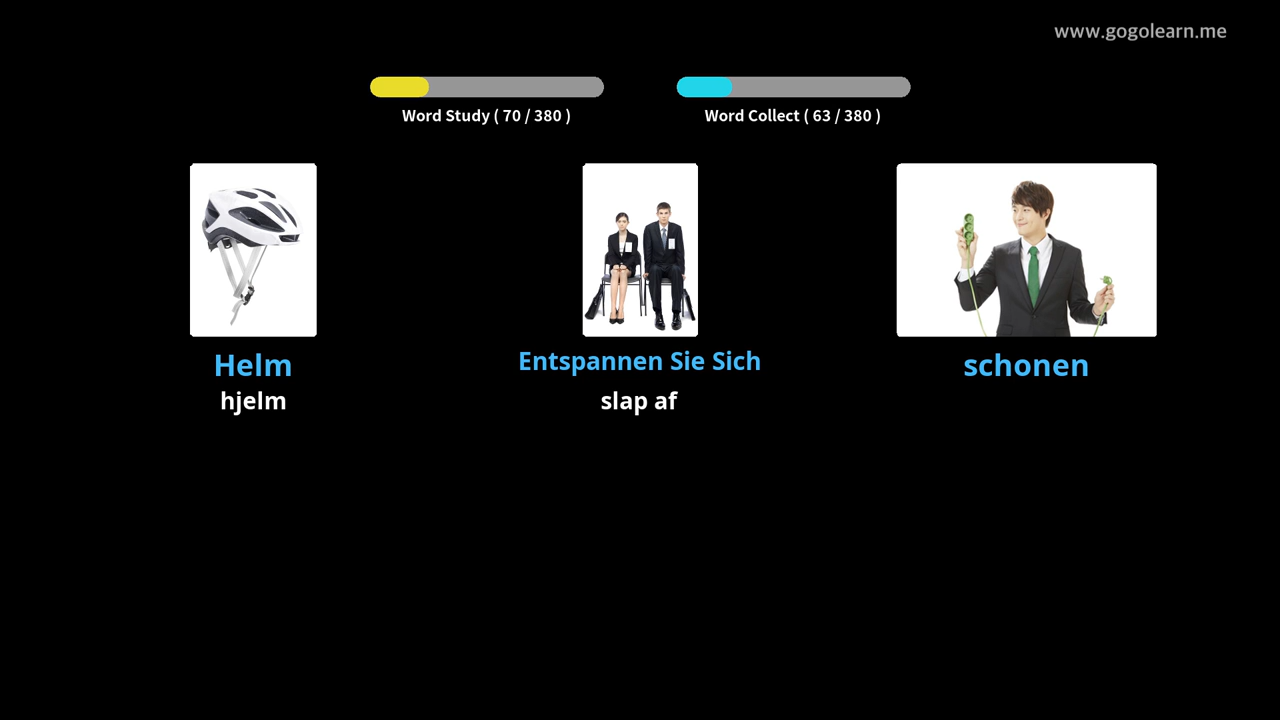 www.gogolearn.me
Word Study ( 70 / 380 )
Word Collect ( 63 / 380 )
Helm
hjelm
Entspannen Sie Sich
slap af
schonen